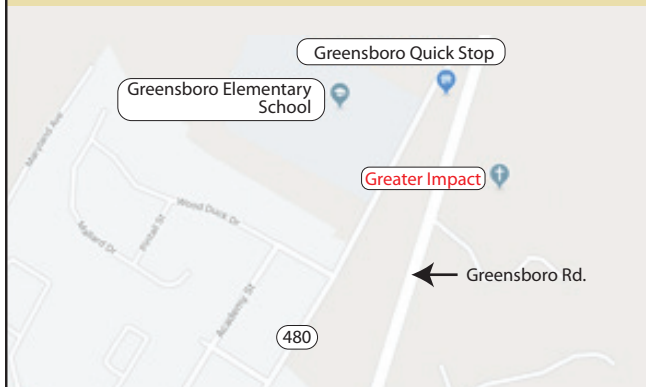 Greensboro Quick Stop
Greensboro Elementary
School
Maryland Ave
Greater Impact
Wood Duck Dr
Pintail St
Mallard Dr
Greensboro Rd.
Academy St
480